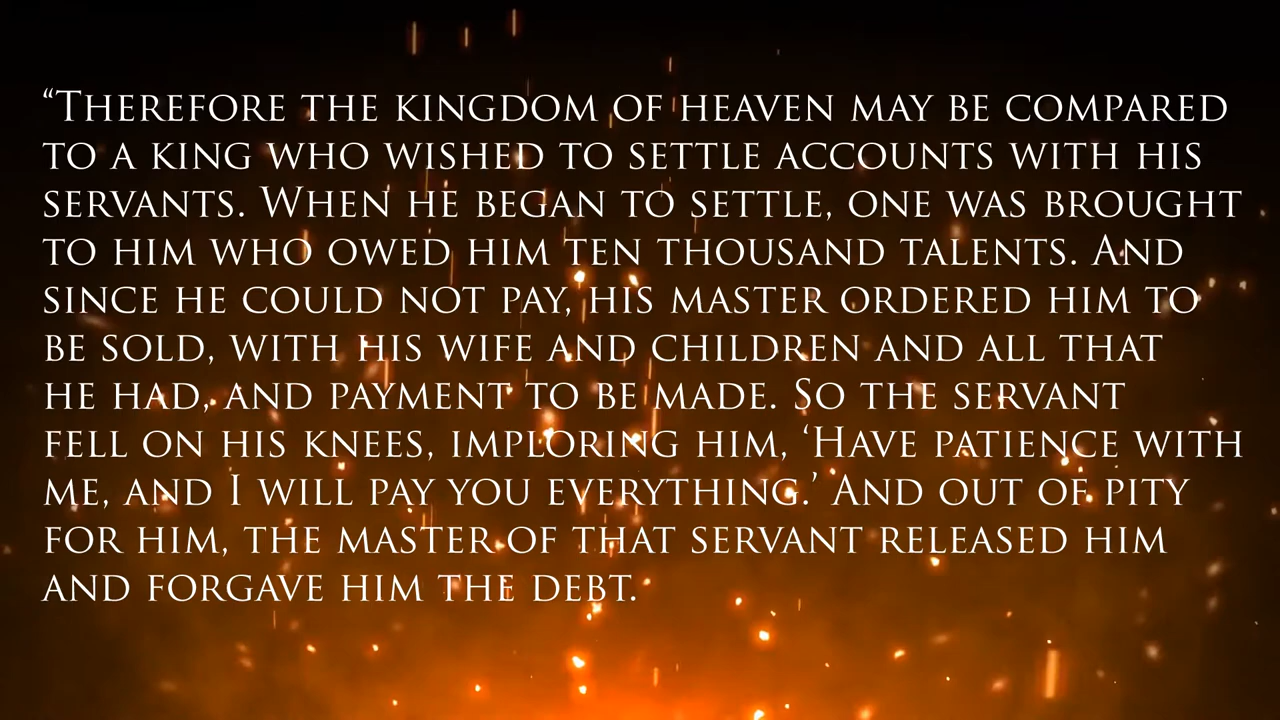 “Therefore the kingdom of heaven may be compared
to a king who wished to settle accounts with his
servants. When he began to settle, one was brought
to him who owed him ten thousand talents. And
since he could not pay, his master ordered him to
be sold, with his wife and children and all that
he had, and payment to be made. So the servant
fell on his knees, imploring him, ‘Have patience with
me, and I will pay you everything.’ And out of pity
for him, the master of that servant released him
and forgave him the debt.